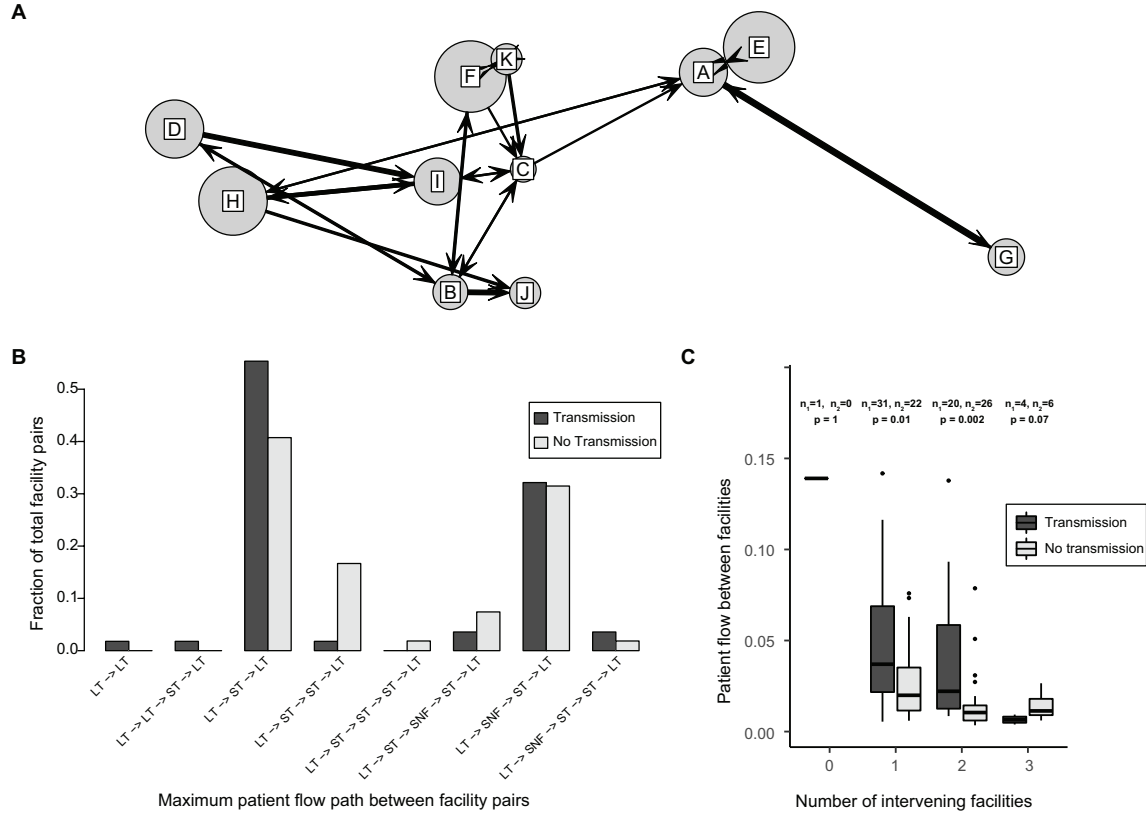 A
E
K
F
A
D
C
I
H
G
B
J
B
Fraction of total facility pairs
0.5
0.4
0.3
0.2
0.1
0.0
Transmission
No Transmission
LT -> LT
LT -> LT -> ST -> LT
LT -> ST -> LT
LT -> ST -> ST -> LT
LT -> ST -> ST -> ST -> LT
LT -> ST -> SNF -> ST -> LT
LT -> SNF -> ST -> LT
LT -> SNF -> ST -> ST -> LT
Maximum patient flow path between facility pairs
C
n₁=1, n₂=0
p = 1
n₁=31, n₂=22
p = 0.01
n₁=20, n₂=26
p = 0.002
n₁=4, n₂=6
p = 0.07
Patient flow between facilities
0.15
0.10
0.05
0.00
Transmission
No transmission
0
1
2
3
Number of intervening facilities